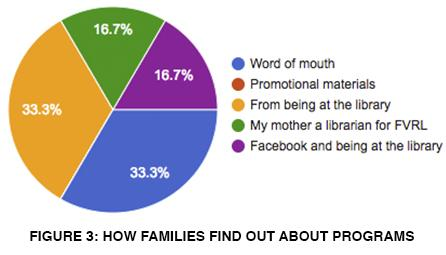 16.7%
16.7%
33.3%
33.3%
Word of mouth
Promotional materials
From being at the library
My mother a librarian for FVRL
Facebook and being at the library
FIGURE 3: HOW FAMILIES FIND OUT ABOUT PROGRAMS